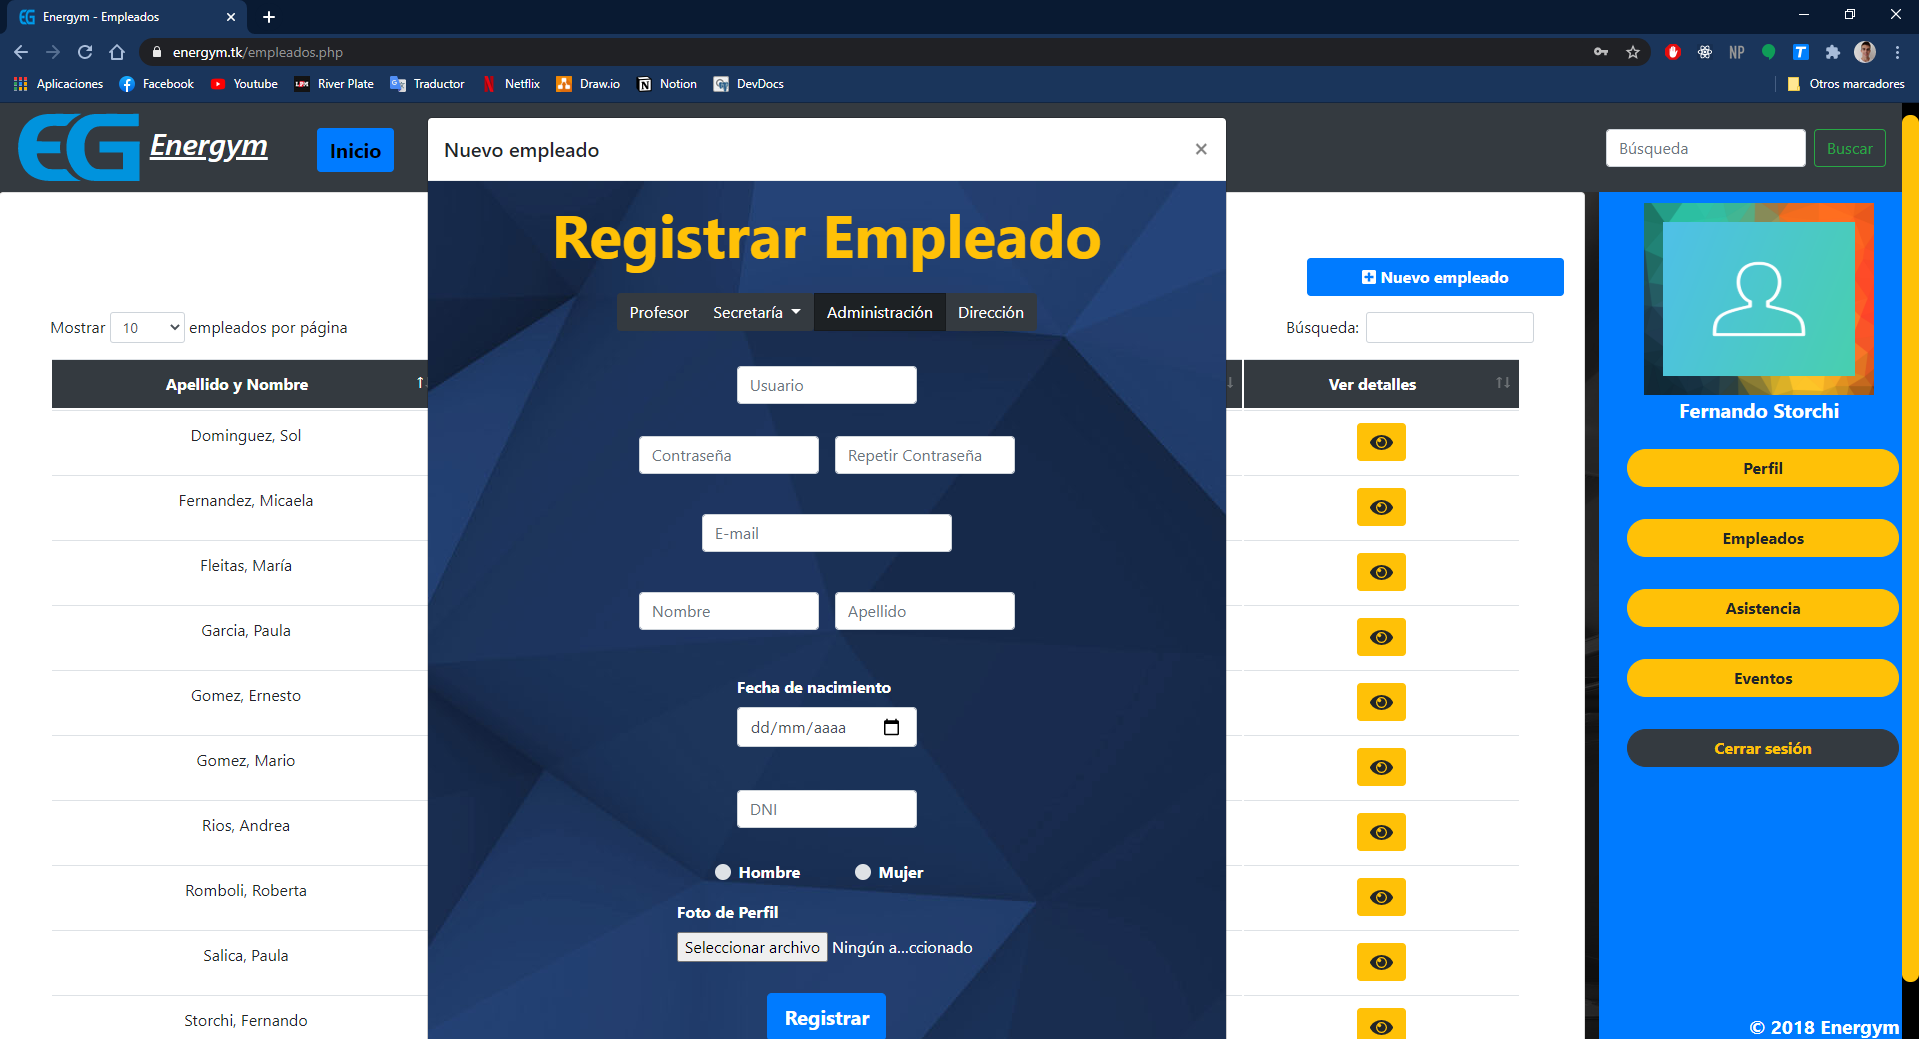 EG Energym - Empleados
energym.tk/empleados.php
NP
Aplicaciones Facebook Youtube River Plate Traductor Netflix Draw.io Notion DevDocs Otros marcadores
EG Energym Inicio
Búsqueda Buscar
Nuevo empleado ×
Registrar Empleado
Nuevo empleado
Profesor Secretaría Administración Dirección
Mostrar 10 empleados por página
Búsqueda:
Apellido y Nombre Ver detalles
Usuario
Contraseña Repetir Contraseña
E-mail
Nombre Apellido
Fecha de nacimiento
dd/mm/aaaa
DNI
Hombre Mujer
Foto de Perfil
Seleccionar archivo Ningún a...ccionado
Registrar
Dominguez, Sol
Fernandez, Micaela
Fleitas, María
Garcia, Paula
Gomez, Ernesto
Gomez, Mario
Rios, Andrea
Romboli, Roberta
Salica, Paula
Storchi, Fernando
Fernando Storchi
Perfil
Empleados
Asistencia
Eventos
Cerrar sesión
© 2018 Energym